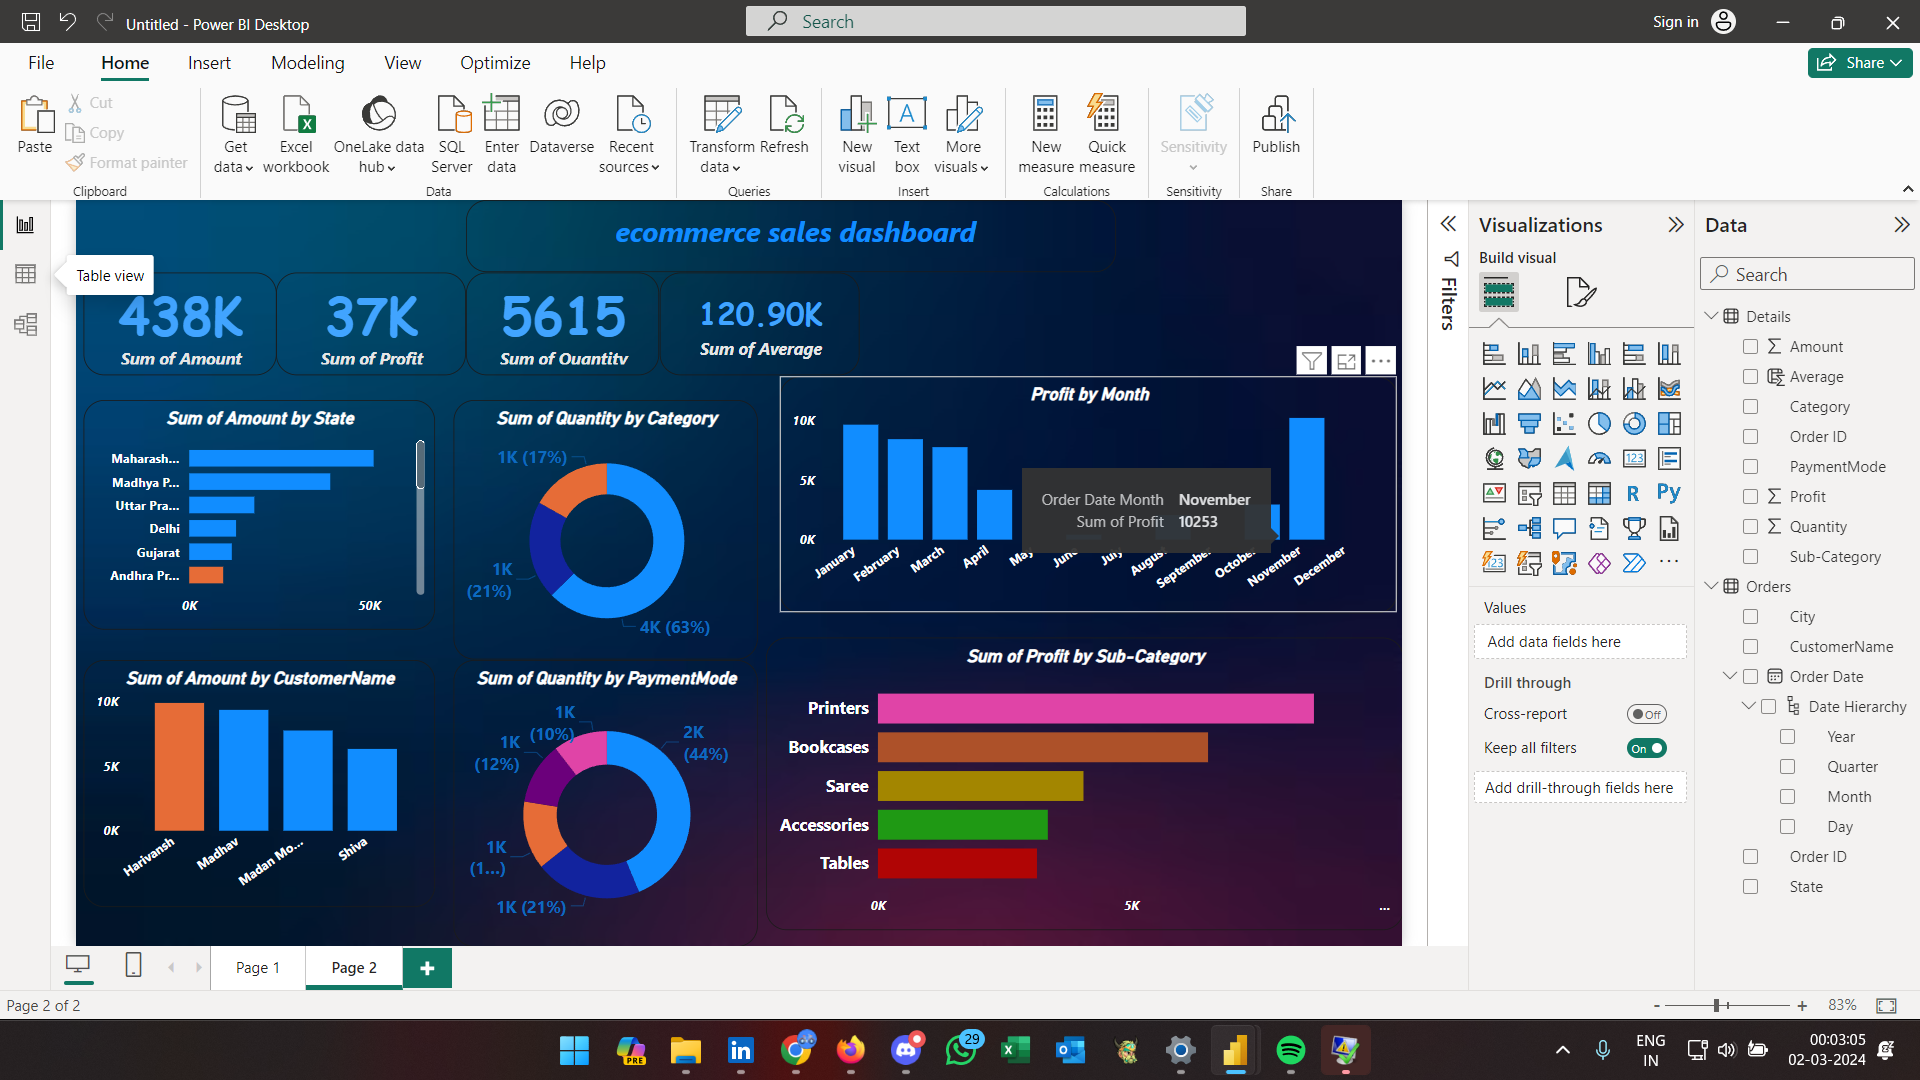 Untitled - Power BI Desktop
Search
Sign in
File Home Insert Modeling View Optimize Help
Share
Paste
Cut
Copy
Format painter
Clipboard
Get data
Excel workbook
OneLake data hub
SQL Server
Enter data
Dataverse
Recent sources
Data
Transform data
Refresh
Queries
New visual
Text box
More visuals
Insert
New measure
Quick measure
Calculations
Sensitivity
Sensitivity
Publish
Share
Table view
ecommerce sales dashboard
438K
Sum of Amount
37K
Sum of Profit
5615
Sum of Quantity
120.90K
Sum of Average
Sum of Amount by State
Maharash...
Madhya P...
Uttar Pra...
Delhi
Gujarat
Andhra Pr...
0K 50K
Sum of Quantity by Category
1K (17%)
1K
(21%)
4K (63%)
Profit by Month
10K
5K
0K
January February March April May June July August September October November December
Order Date Month November
Sum of Profit 10253
Sum of Amount by CustomerName
10K
5K
0K
Harivansh Madhav Madan Mo... Shiva
Sum of Quantity by PaymentMode
1K
(10%)
2K
(44%)
1K
(12%)
1K
(1...)
1K (21%)
Sum of Profit by Sub-Category
Printers
Bookcases
Saree
Accessories
Tables
0K 5K ...
Filters
Visualizations
Build visual
123
R Py
123
Values
Add data fields here
Drill through
Cross-report Off
Keep all filters On
Add drill-through fields here
Data
Search
Details
Amount
Average
Category
Order ID
PaymentMode
Profit
Quantity
Sub-Category
Orders
City
CustomerName
Order Date
Date Hierarchy
Year
Quarter
Month
Day
Order ID
State
Page 1 Page 2
Page 2 of 2
- + 83%
PRE
29
ENG
IN
00:03:05
02-03-2024